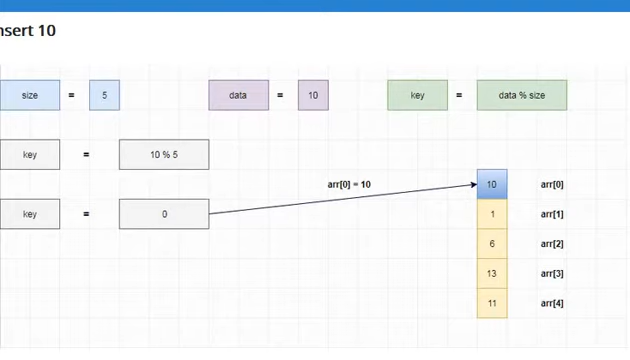 nsert 10
size = 5 data = 10 key = data % size
key = 10 % 5
arr[0] = 10 10 arr[0]
key = 0 1 arr[1]
6 arr[2]
13 arr[3]
11 arr[4]